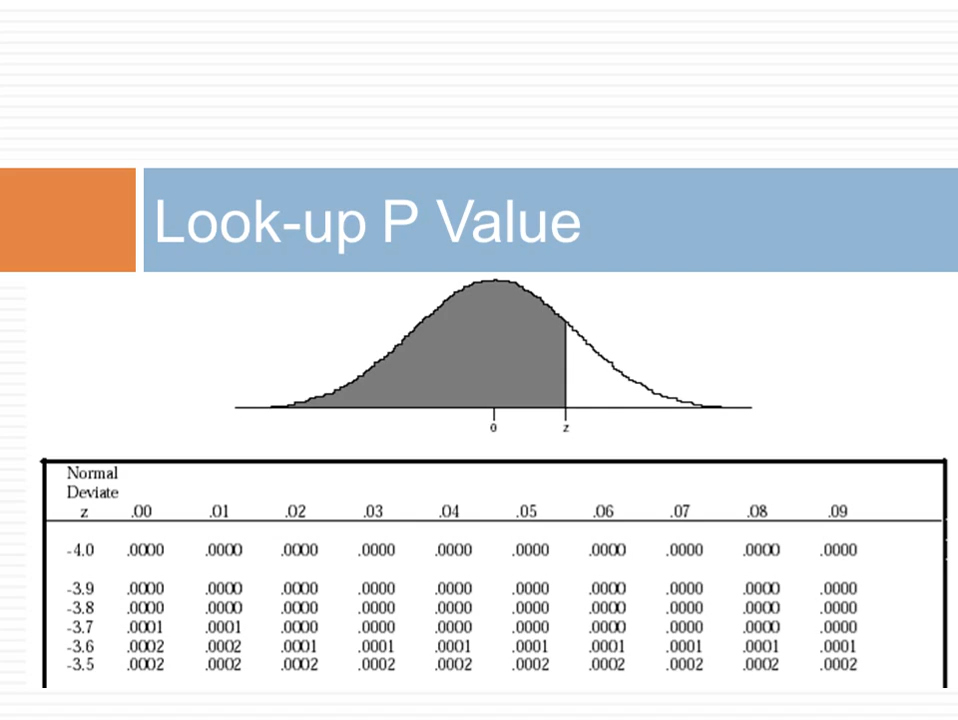 Look-up P Value
0 z
Normal
Deviate
z .00 .01 .02 .03 .04 .05 .06 .07 .08 .09
-4.0 .0000 .0000 .0000 .0000 .0000 .0000 .0000 .0000 .0000 .0000
-3.9 .0000 .0000 .0000 .0000 .0000 .0000 .0000 .0000 .0000 .0000
-3.8 .0000 .0000 .0000 .0000 .0000 .0000 .0000 .0000 .0000 .0000
-3.7 .0001 .0001 .0000 .0000 .0000 .0000 .0000 .0000 .0000 .0000
-3.6 .0002 .0002 .0001 .0001 .0001 .0001 .0001 .0001 .0001 .0001
-3.5 .0002 .0002 .0002 .0002 .0002 .0002 .0002 .0002 .0002 .0002